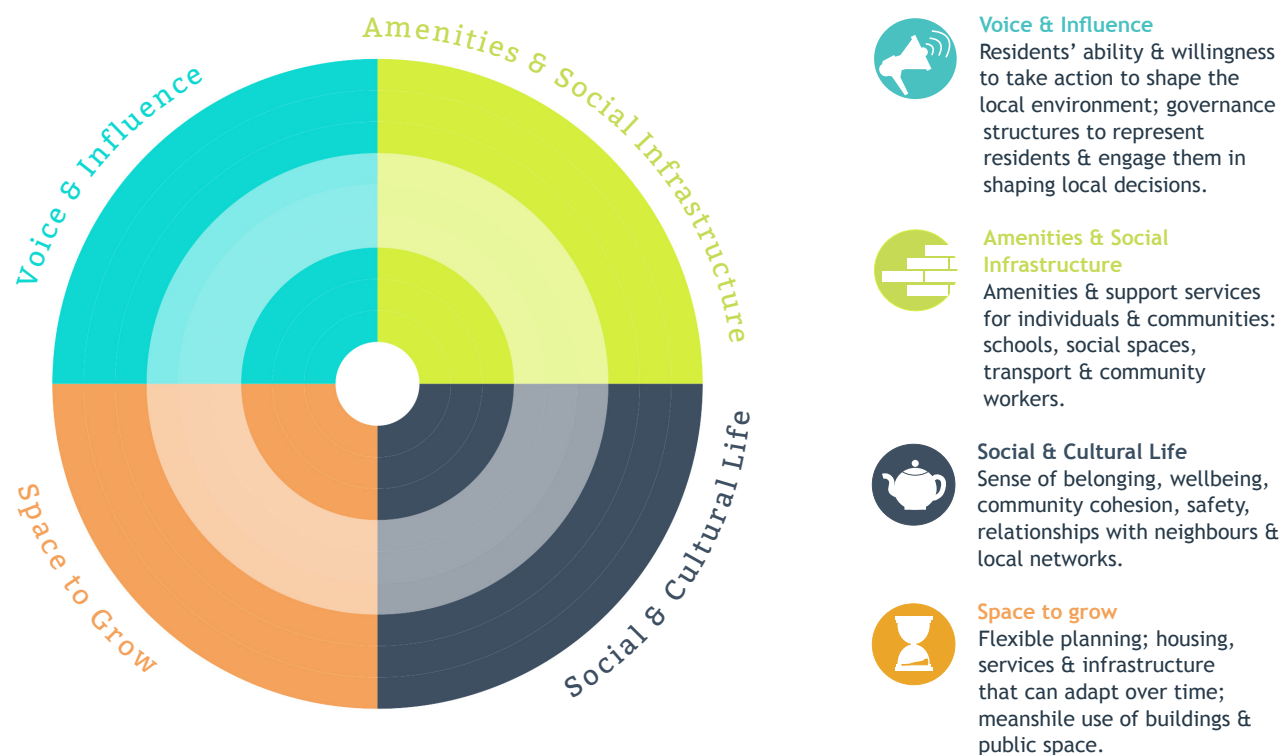 Amenities & Social Infrastructure
Voice & Influence
Social & Cultural Life
Space to Grow
Voice & Influence
Residents’ ability & willingness
to take action to shape the
local environment; governance
structures to represent
residents & engage them in
shaping local decisions.
Amenities & Social
Infrastructure
Amenities & support services
for individuals & communities:
schools, social spaces,
transport & community
workers.
Social & Cultural Life
Sense of belonging, wellbeing,
community cohesion, safety,
relationships with neighbours &
local networks.
Space to grow
Flexible planning; housing,
services & infrastructure
that can adapt over time;
meanshile use of buildings &
public space.